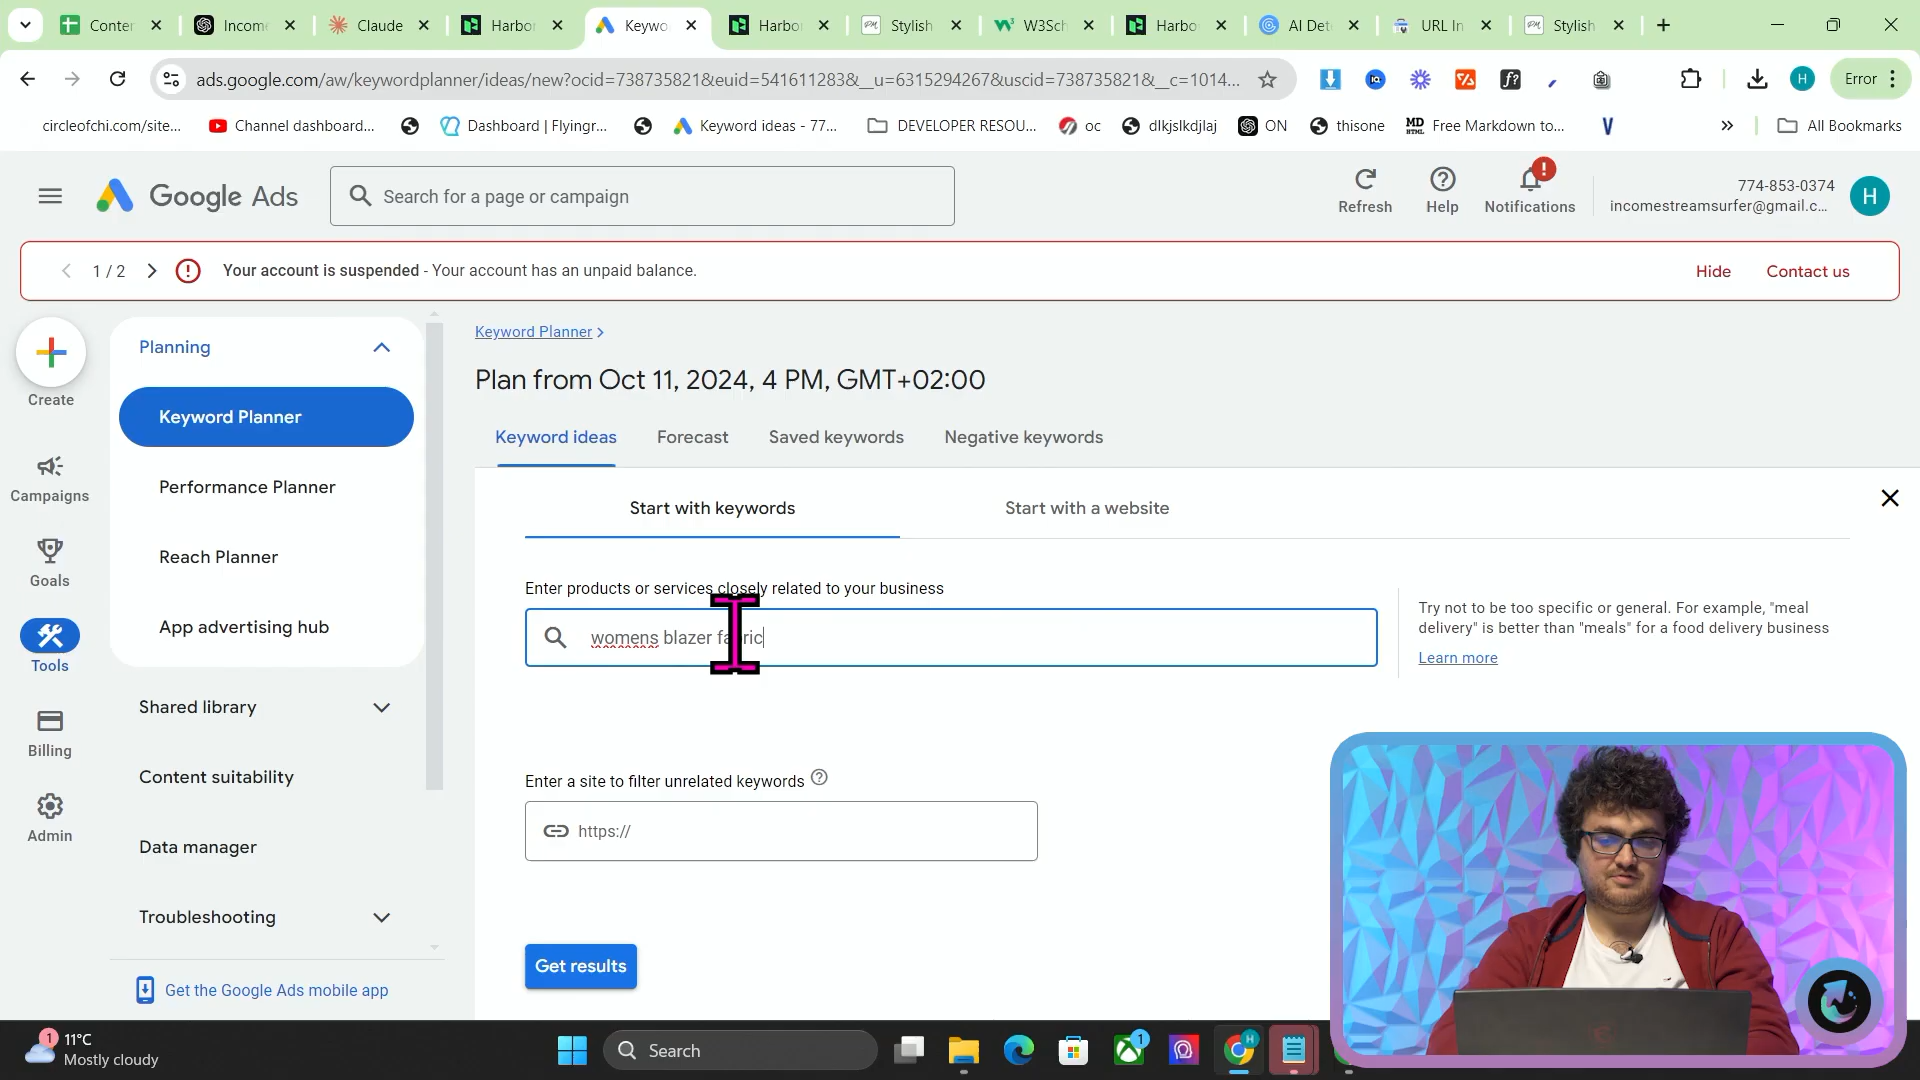 Conter
Income
Claude
Harbor
Keywo
Harbor
Stylish
W3Sch
Harbo
AI Det
URL In
Stylish
ads.google.com/aw/keywordplanner/ideas/new?ocid=738735821&euid=541611283&__u=6315294267&uscid=738735821&__c=1014...
H
Error
circleofchi.com/site...
Channel dashboard...
Dashboard | Flyingr...
Keyword ideas - 77...
DEVELOPER RESOU...
oc
dlkjslkdjlaj
ON
thisone
MD
HTML
Free Markdown to...
V
All Bookmarks
Google Ads
Search for a page or campaign
Refresh
Help
Notifications
774-853-0374
incomestreamsurfer@gmail.c...
H
1 / 2
Your account is suspended - Your account has an unpaid balance.
Hide
Contact us
Create
Campaigns
Goals
Tools
Billing
Admin
Planning
Keyword Planner
Performance Planner
Reach Planner
App advertising hub
Shared library
Content suitability
Data manager
Troubleshooting
Get the Google Ads mobile app
Keyword Planner
Plan from Oct 11, 2024, 4 PM, GMT+02:00
Keyword ideas
Forecast
Saved keywords
Negative keywords
Start with keywords
Start with a website
Enter products or services closely related to your business
womens blazer fabric
Try not to be too specific or general. For example, "meal
delivery" is better than "meals" for a food delivery business
Learn more
Enter a site to filter unrelated keywords
https://
Get results
1
11°C
Mostly cloudy
Search
1
H